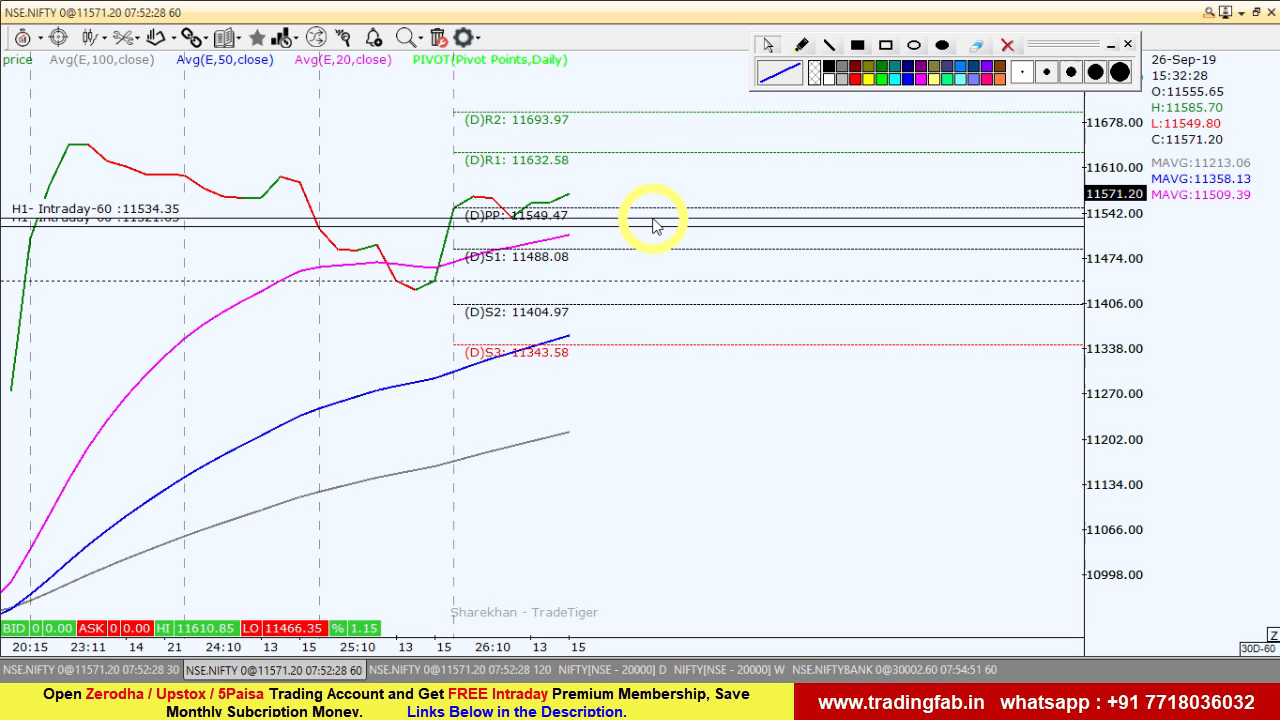 NSE.NIFTY 0@11571.20 07:52:28 60
price Avg(E,100,close) Avg(E,50,close) Avg(E,20,close) PIVOT(Pivot Points,Daily)
26-Sep-19
15:32:28
O:11555.65
H:11585.70
L:11549.80
C:11571.20
MAVG:11213.06
MAVG:11358.13
MAVG:11509.39
(D)R2: 11693.97
(D)R1: 11632.58
H1- Intraday-60 :11534.35
(D)PP: 11549.47
(D)S1: 11488.08
(D)S2: 11404.97
(D)S3: 11343.58
11678.00
11610.00
11571.20
11542.00
11474.00
11406.00
11338.00
11270.00
11202.00
11134.00
11066.00
10998.00
Sharekhan - TradeTiger
BID 0 0.00 ASK 0 0.00 HI 11610.85 LO 11466.35 % 1.15
20:15 23:11 14 21 24:10 13 15 25:10 13 15 26:10 13 15
Z
30D-60
NSE.NIFTY 0@11571.20 07:52:28 30 NSE.NIFTY 0@11571.20 07:52:28 60 NSE.NIFTY 0@11571.20 07:52:28 120 NIFTY[NSE - 20000] D NIFTY[NSE - 20000] W NSE.NIFTYBANK 0@30002.60 07:54:51 60
Open Zerodha / Upstox / 5Paisa Trading Account and Get FREE Intraday Premium Membership, Save
Monthly Subcription Money. Links Below in the Description.
www.tradingfab.in whatsapp : +91 7718036032